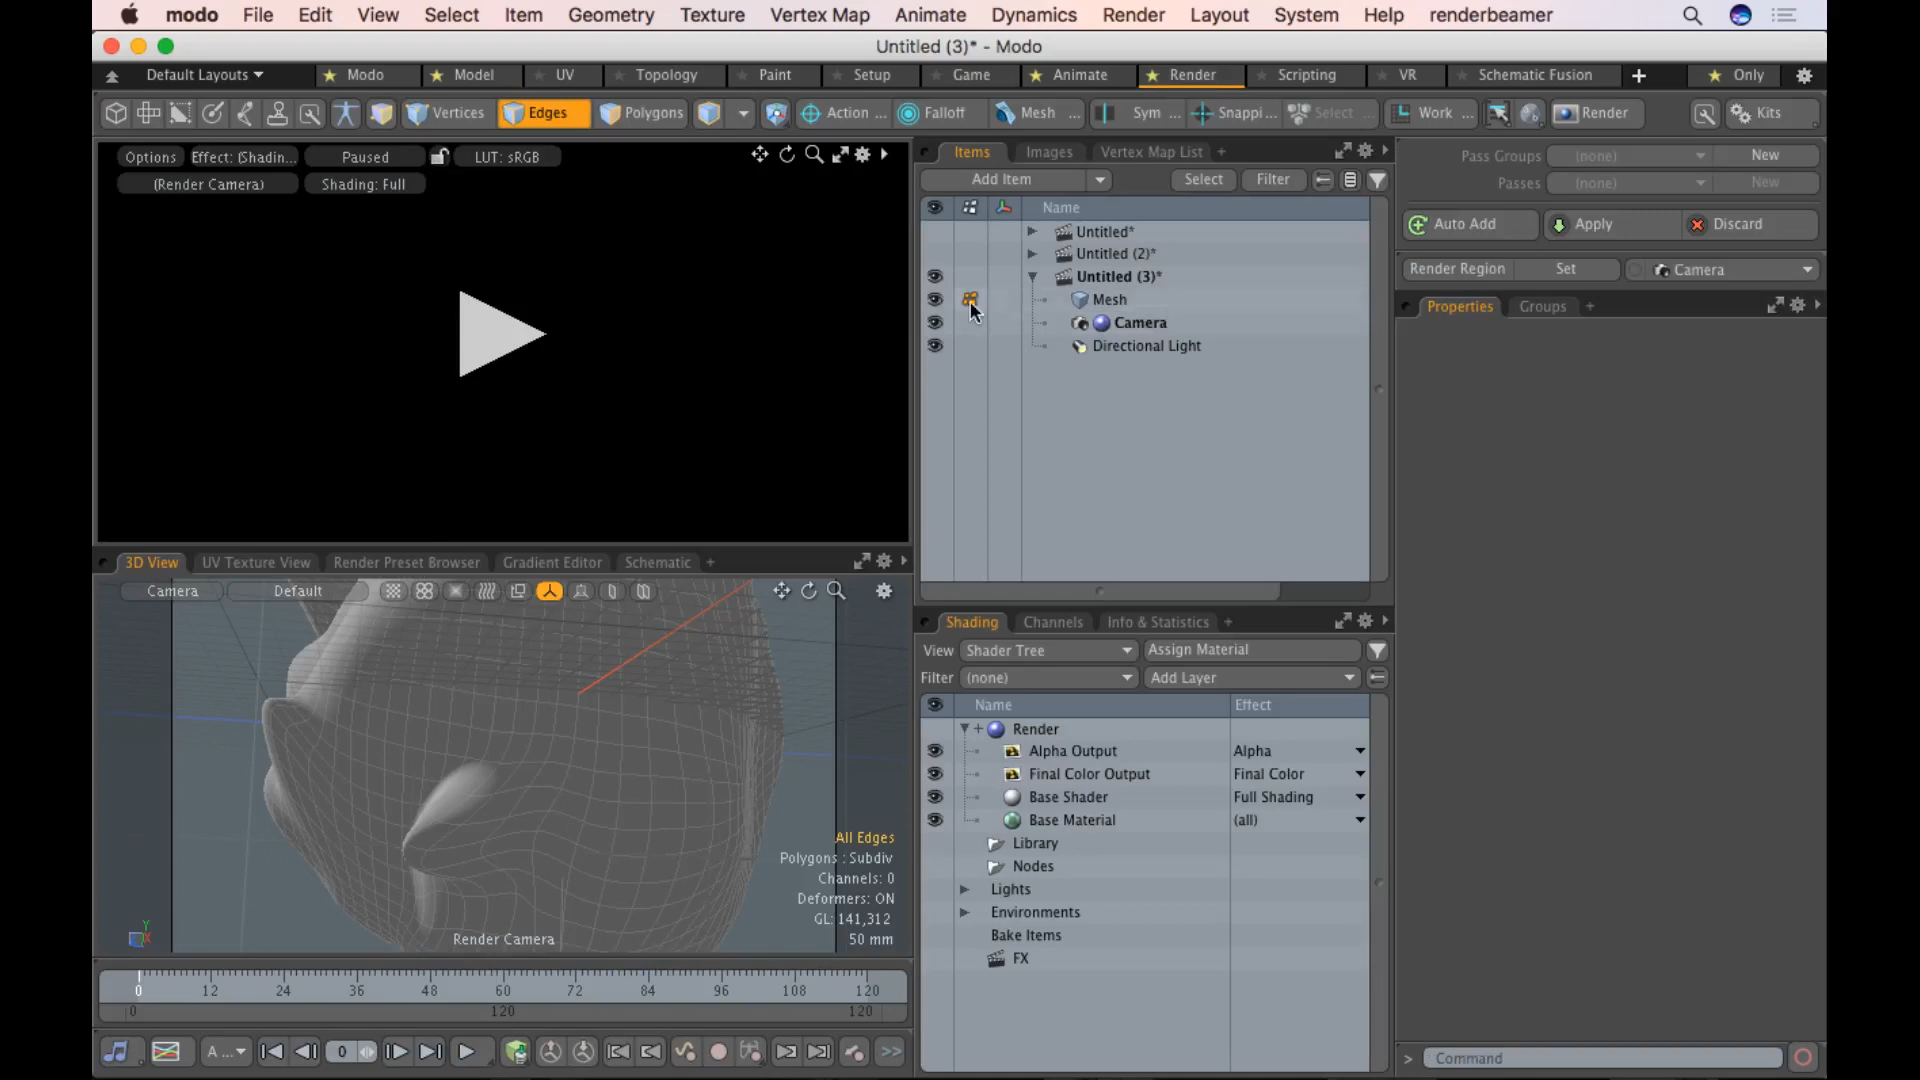 modo File Edit View Select Item Geometry Texture Vertex Map Animate Dynamics Render Layout System Help renderbeamer
Untitled (3)* - Modo
Default Layouts Modo Model UV Topology Paint Setup Game Animate Render Scripting VR Schematic Fusion + Only
Vertices Edges Polygons Action ... Falloff Mesh ... Sym ... Snappi... Select ... Work ... Render Kits
Options Effect: (Shadin... Paused LUT: sRGB
(Render Camera) Shading: Full
Items Images Vertex Map List +
Add Item Select Filter
Name
Untitled*
Untitled (2)*
Untitled (3)*
Mesh
Camera
Directional Light
Pass Groups (none) New
Passes (none) New
Auto Add Apply Discard
Render Region Set Camera
Properties Groups +
3D View UV Texture View Render Preset Browser Gradient Editor Schematic +
Camera Default
All Edges
Polygons : Subdiv
Channels: 0
Deformers: ON
GL: 141,312
50 mm
Render Camera
Y
X
Shading Channels Info & Statistics +
View Shader Tree Assign Material
Filter (none) Add Layer
Name Effect
Render
Alpha Output Alpha
Final Color Output Final Color
Base Shader Full Shading
Base Material (all)
Library
Nodes
Lights
Environments
Bake Items
FX
0 12 24 36 48 60 72 84 96 108 120
0 120 120
A ... 0 >>
> Command